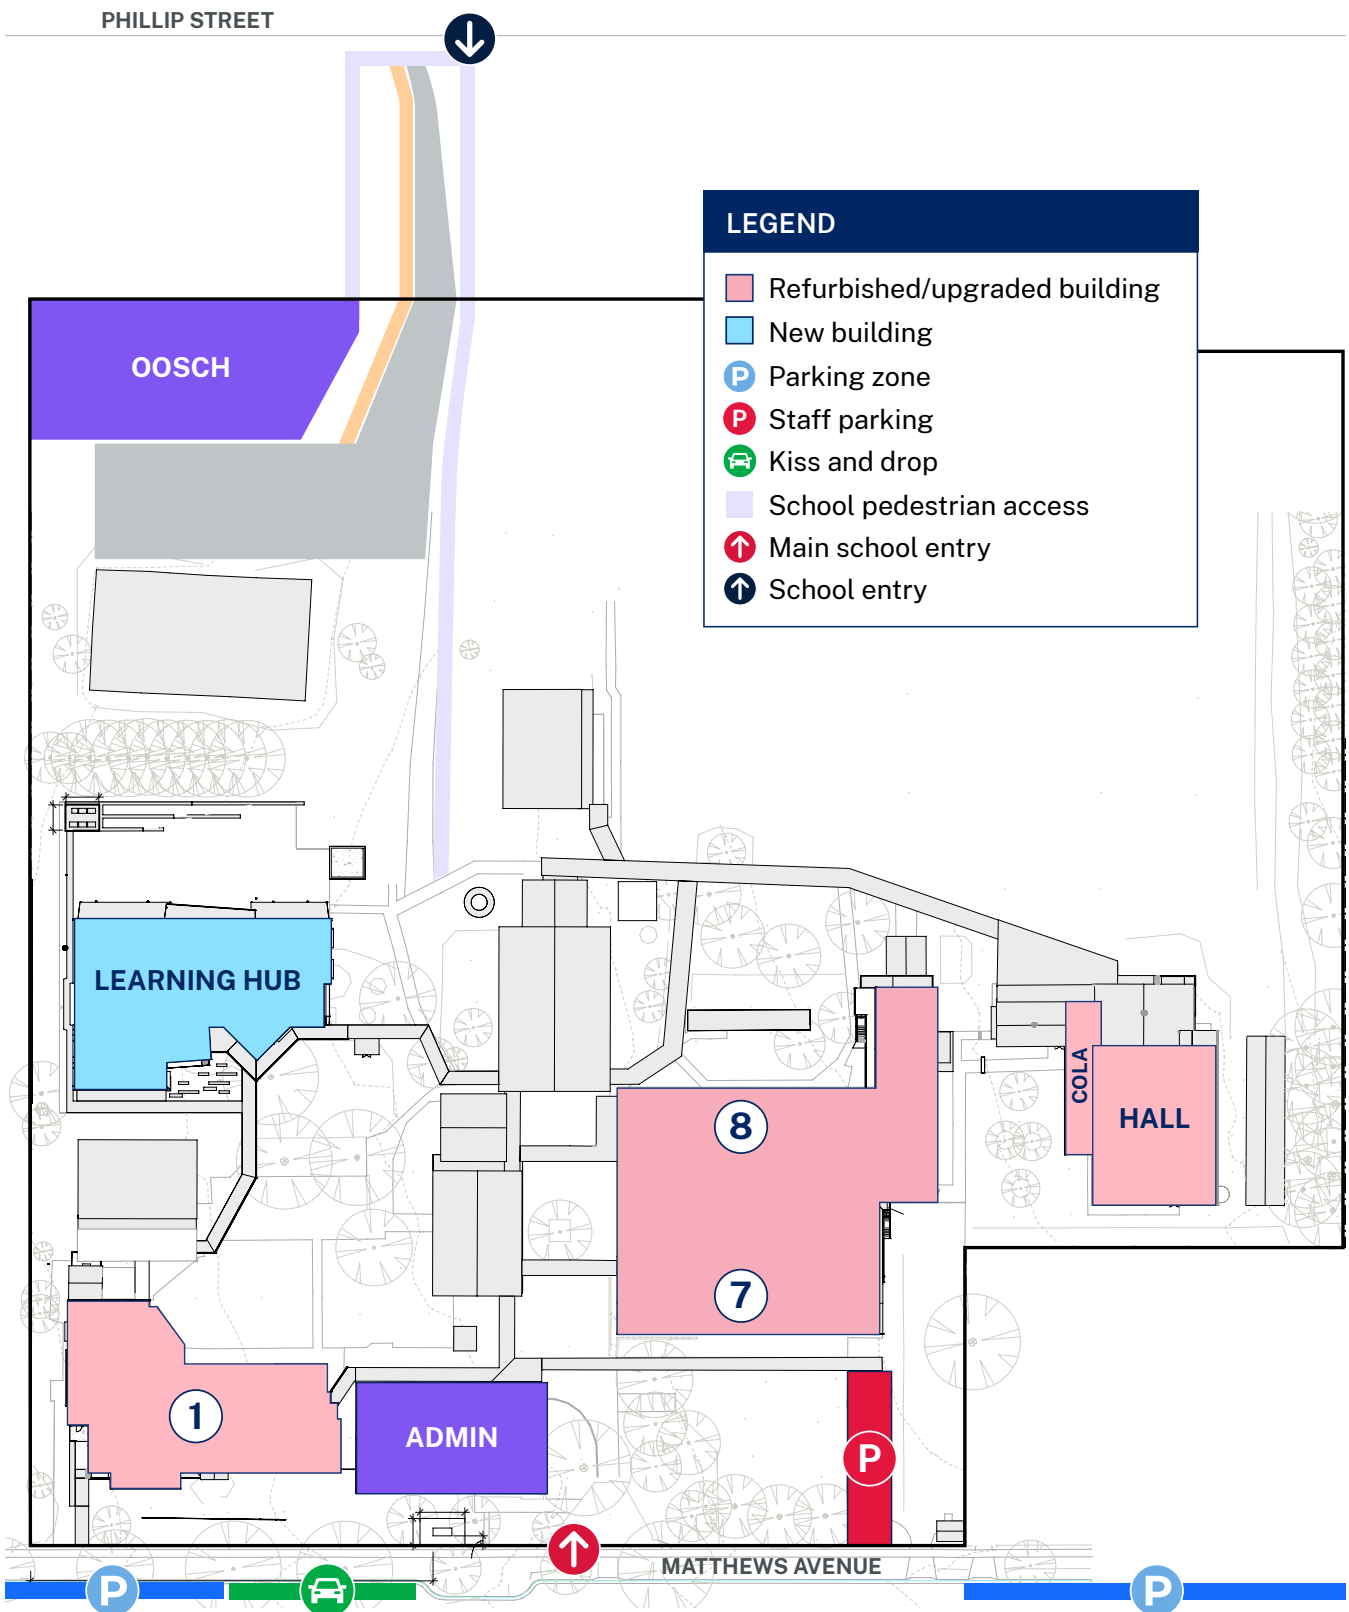 PHILLIP STREET
LEGEND
Refurbished/upgraded building
New building
P Parking zone
P Staff parking
Kiss and drop
School pedestrian access
Main school entry
School entry
OOSCH
LEARNING HUB
COLA
HALL
8
7
1
ADMIN
P
MATTHEWS AVENUE
P
P